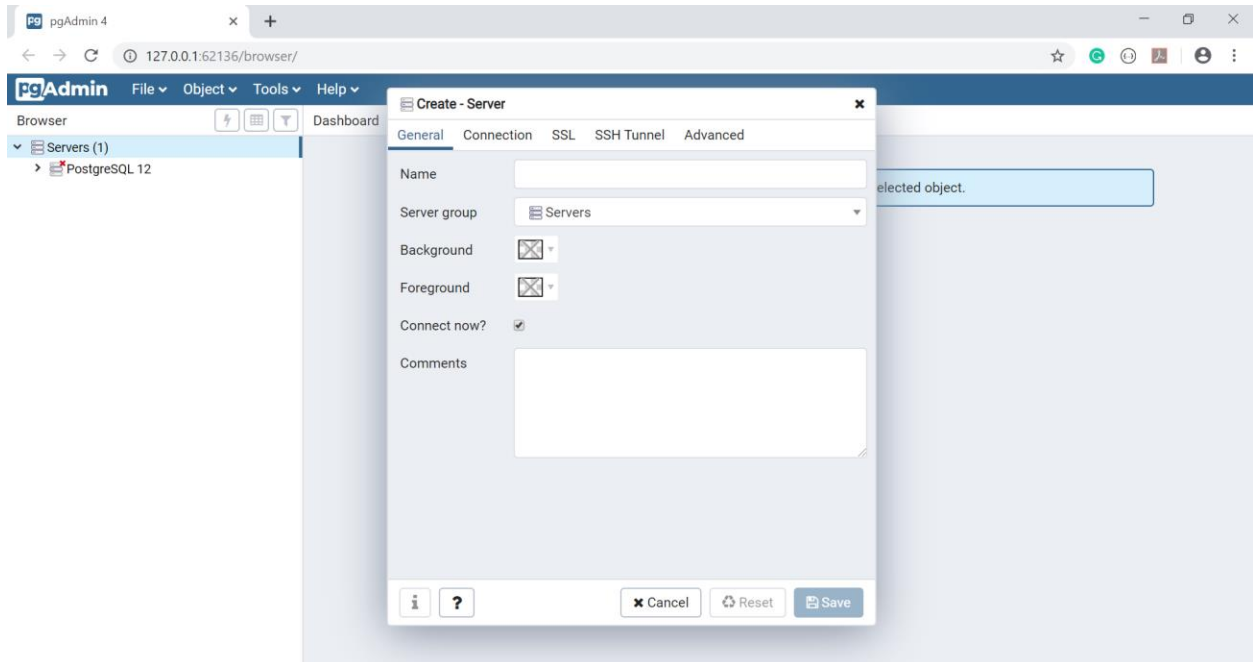 pgAdmin 4
127.0.0.1:62136/browser/
pgAdmin File Object Tools Help
Browser
Dashboard
Servers (1)
PostgreSQL 12
Create - Server
General Connection SSL SSH Tunnel Advanced
Name
elected object.
Server group Servers
Background
Foreground
Connect now?
Comments
i ? Cancel Reset Save